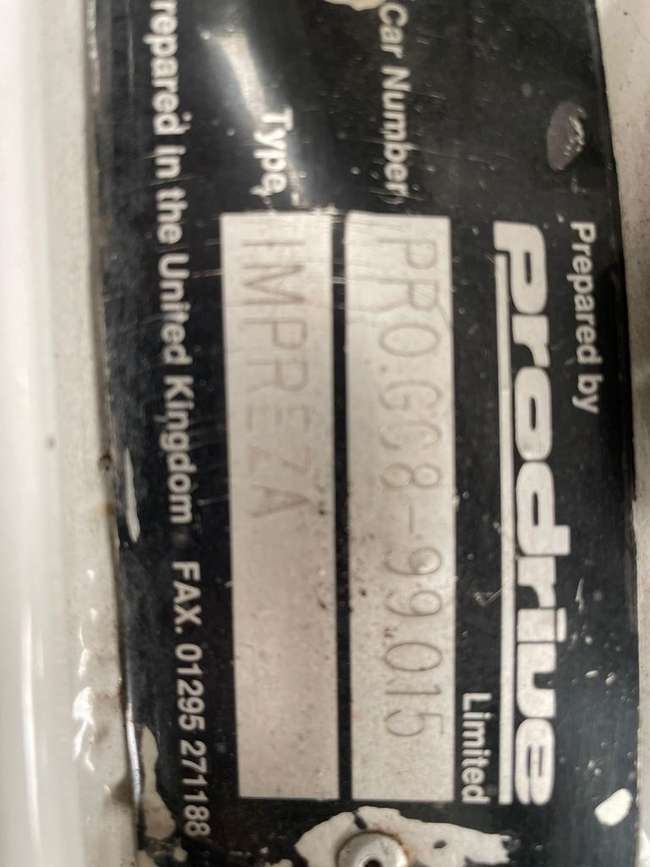 Prepared by
prodrive
Limited
Car Number PRO.GC8-99.015
Type IMPREZA
repared in the United Kingdom FAX. 01295 271188